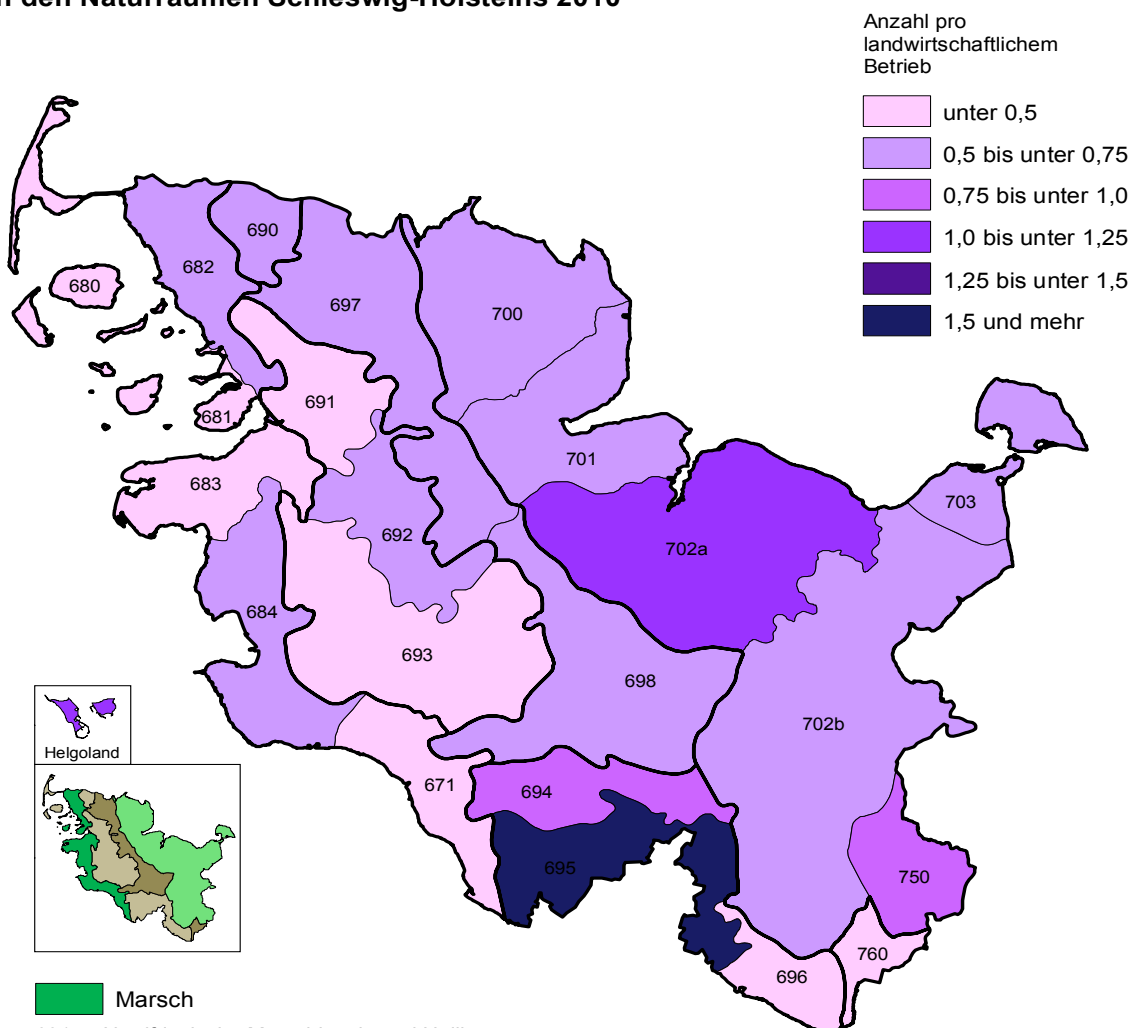 den Naturräumen Schleswig-Holsteins 2010
Anzahl pro
landwirtschaftlichem
Betrieb
unter 0,5
0,5 bis unter 0,75
0,75 bis unter 1,0
1,0 bis unter 1,25
1,25 bis unter 1,5
1,5 und mehr
690
682
680
697
700
691
681
701
683
703
692
702a
684
693
698
702b
Helgoland
671
694
695
750
760
696
Marsch